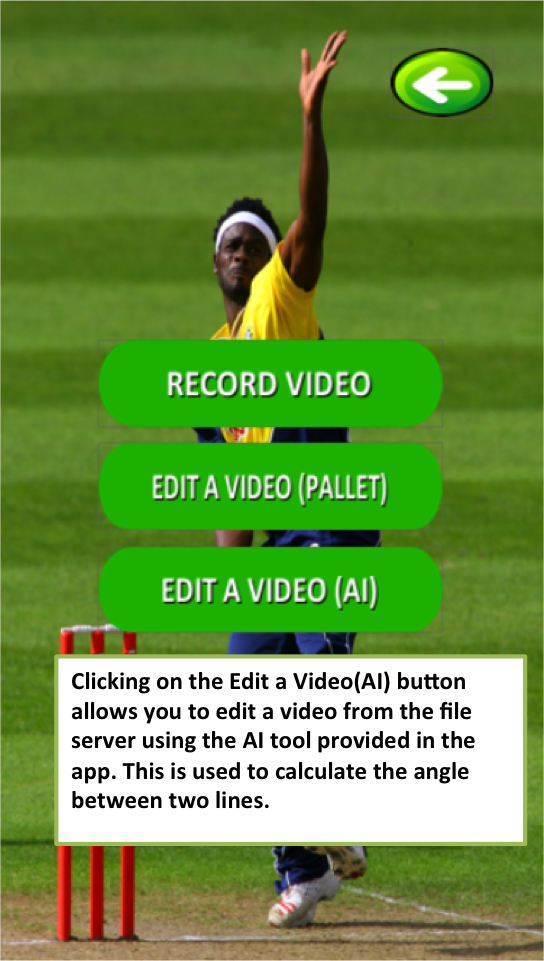 RECORD VIDEO
EDIT A VIDEO (PALLET)
EDIT A VIDEO (AI)
Clicking on the Edit a Video(AI) button
allows you to edit a video from the file
server using the AI tool provided in the
app. This is used to calculate the angle
between two lines.